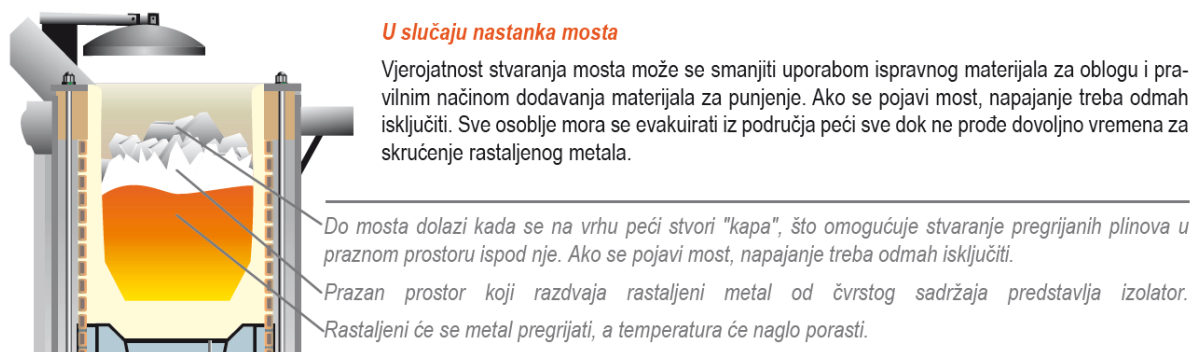 U slučaju nastanka mosta
Vjerojatnost stvaranja mosta može se smanjiti uporabom ispravnog materijala za oblogu i pra-
vilnim načinom dodavanja materijala za punjenje. Ako se pojavi most, napajanje treba odmah
isključiti. Sve osoblje mora se evakuirati iz područja peći sve dok ne prođe dovoljno vremena za
skrućenje rastaljenog metala.
Do mosta dolazi kada se na vrhu peći stvori "kapa", što omogućuje stvaranje pregrijanih plinova u
praznom prostoru ispod nje. Ako se pojavi most, napajanje treba odmah isključiti.
Prazan prostor koji razdvaja rastaljeni metal od čvrstog sadržaja predstavlja izolator.
Rastaljeni će se metal pregrijati, a temperatura će naglo porasti.